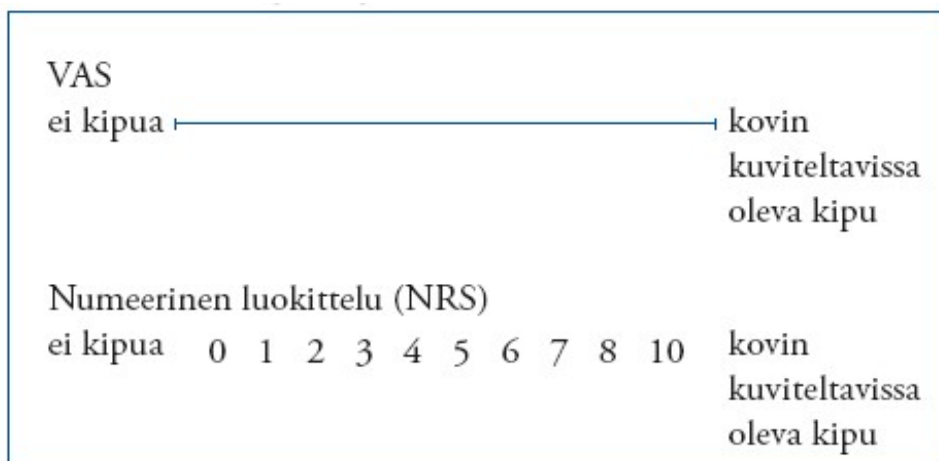 VAS
ei kipua kovin
kuviteltavissa
oleva kipu
Numeerinen luokittelu (NRS)
ei kipua 0 1 2 3 4 5 6 7 8 10 kovin
kuviteltavissa
oleva kipu